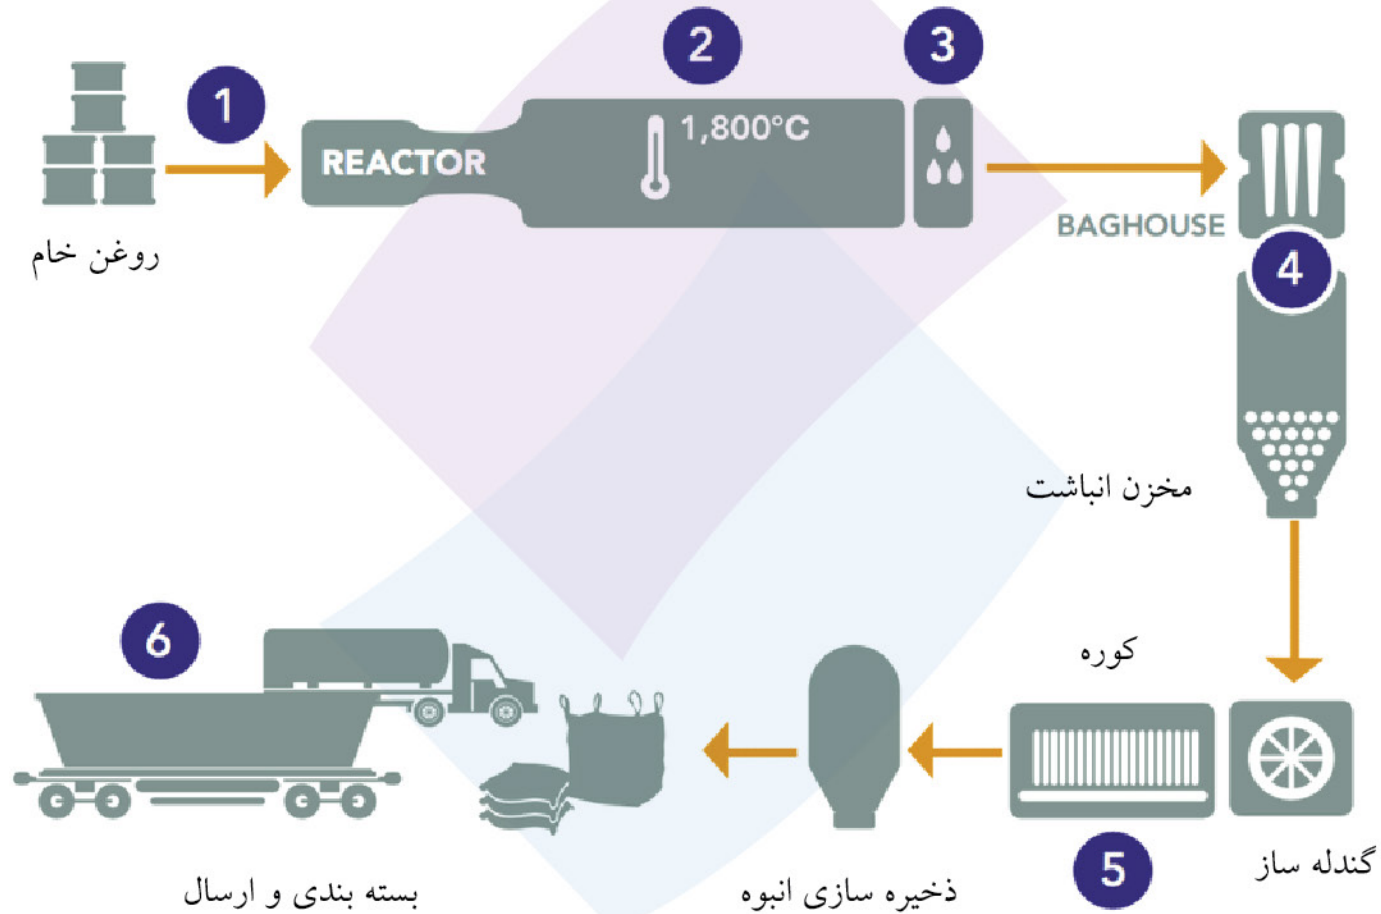 1
2
3
REACTOR
1,800°C
روغن خام
BAGHOUSE
4
مخزن انباشت
کوره
6
5
گندله ساز
ذخیره سازی انبوه
بسته بندی و ارسال